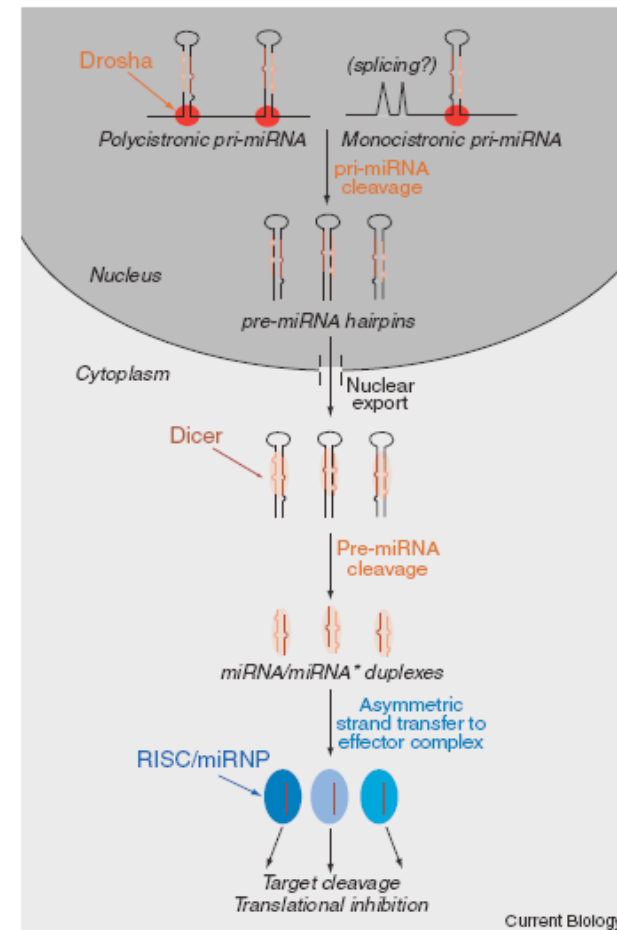 Drosha
(splicing?)
Polycistronic pri-miRNA
Monocistronic pri-miRNA
pri-miRNA
cleavage
Nucleus
pre-miRNA hairpins
Cytoplasm
Nuclear
export
Dicer
Pre-miRNA
cleavage
miRNA/miRNA* duplexes
Asymmetric
strand transfer to
effector complex
RISC/miRNP
Target cleavage
Translational inhibition
Current Biology